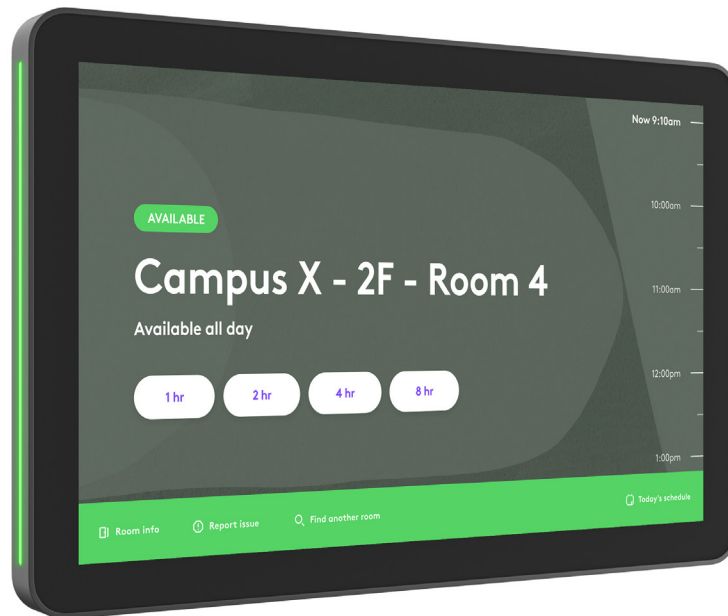 Now 9:10am
10:00am
11:00am
12:00pm
1:00pm
AVAILABLE
Campus X - 2F - Room 4
Available all day
1 hr
2 hr
4 hr
8 hr
Room info
Report issue
Find another room
Today's schedule